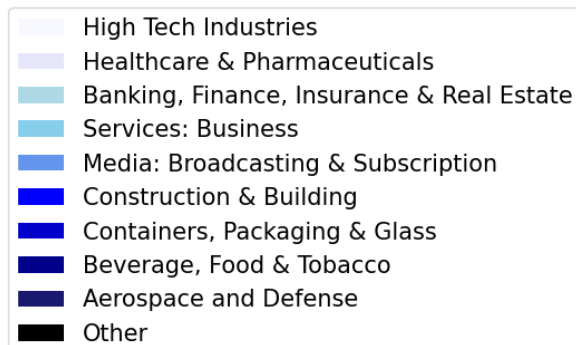 High Tech Industries
Healthcare & Pharmaceuticals
Banking, Finance, Insurance & Real Estate
Services: Business
Media: Broadcasting & Subscription
Construction & Building
Containers, Packaging & Glass
Beverage, Food & Tobacco
Aerospace and Defense
Other